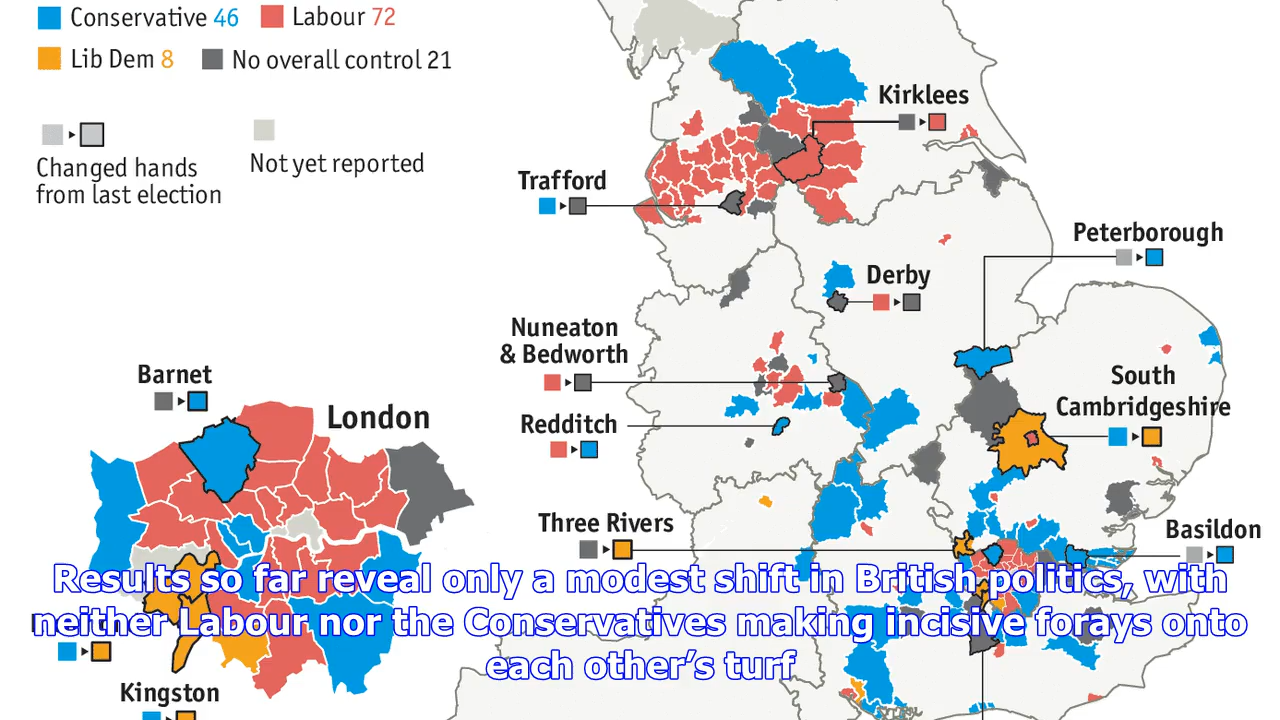 Conservative 46 Labour 72
Lib Dem 8 No overall control 21
Changed hands
from last election
Not yet reported
Kirklees
Trafford
Peterborough
Derby
Nuneaton
& Bedworth
South
Cambridgeshire
Redditch
Barnet
London
Three Rivers
Basildon
Results so far reveal only a modest shift in British politics, with
neither Labour nor the Conservatives making incisive forays onto
each other’s turf
Kingston